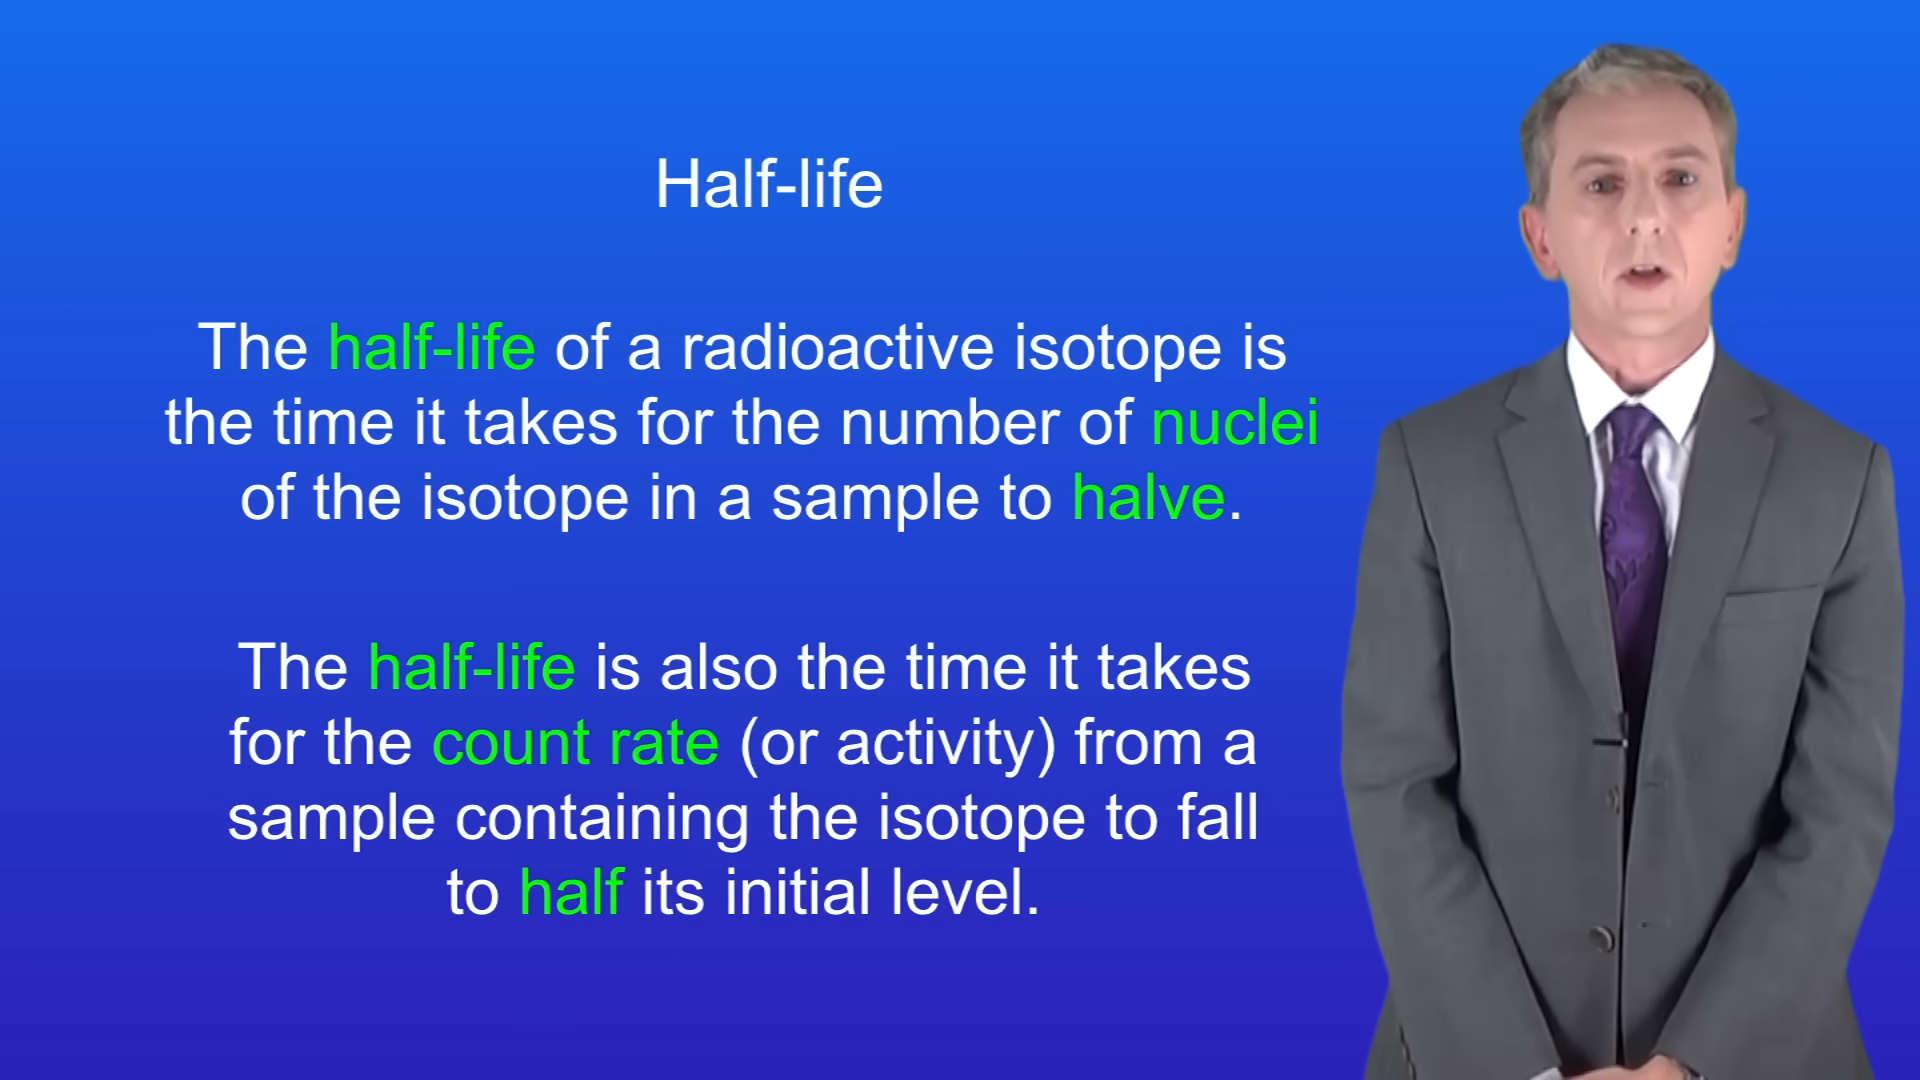 Half-life
The half-life of a radioactive isotope is
the time it takes for the number of nuclei
of the isotope in a sample to halve.
The half-life is also the time it takes
for the count rate (or activity) from a
sample containing the isotope to fall
to half its initial level.